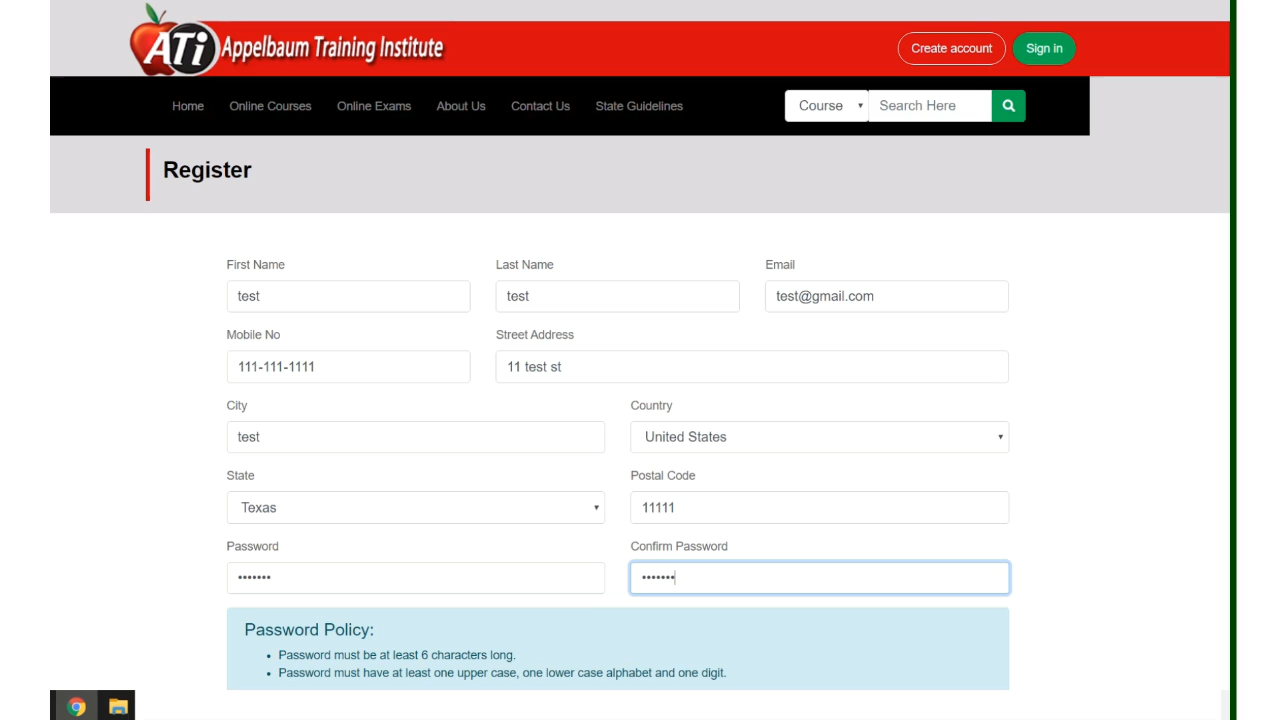 ATi Appelbaum Training Institute
Create account Sign in
Home Online Courses Online Exams About Us Contact Us State Guidelines Course Search Here
Register
First Name Last Name Email
test test test@gmail.com
Mobile No Street Address
111-111-1111 11 test st
City Country
test United States
State Postal Code
Texas 11111
Password Confirm Password
••••••• •••••••
Password Policy:
• Password must be at least 6 characters long.
• Password must have at least one upper case, one lower case alphabet and one digit.